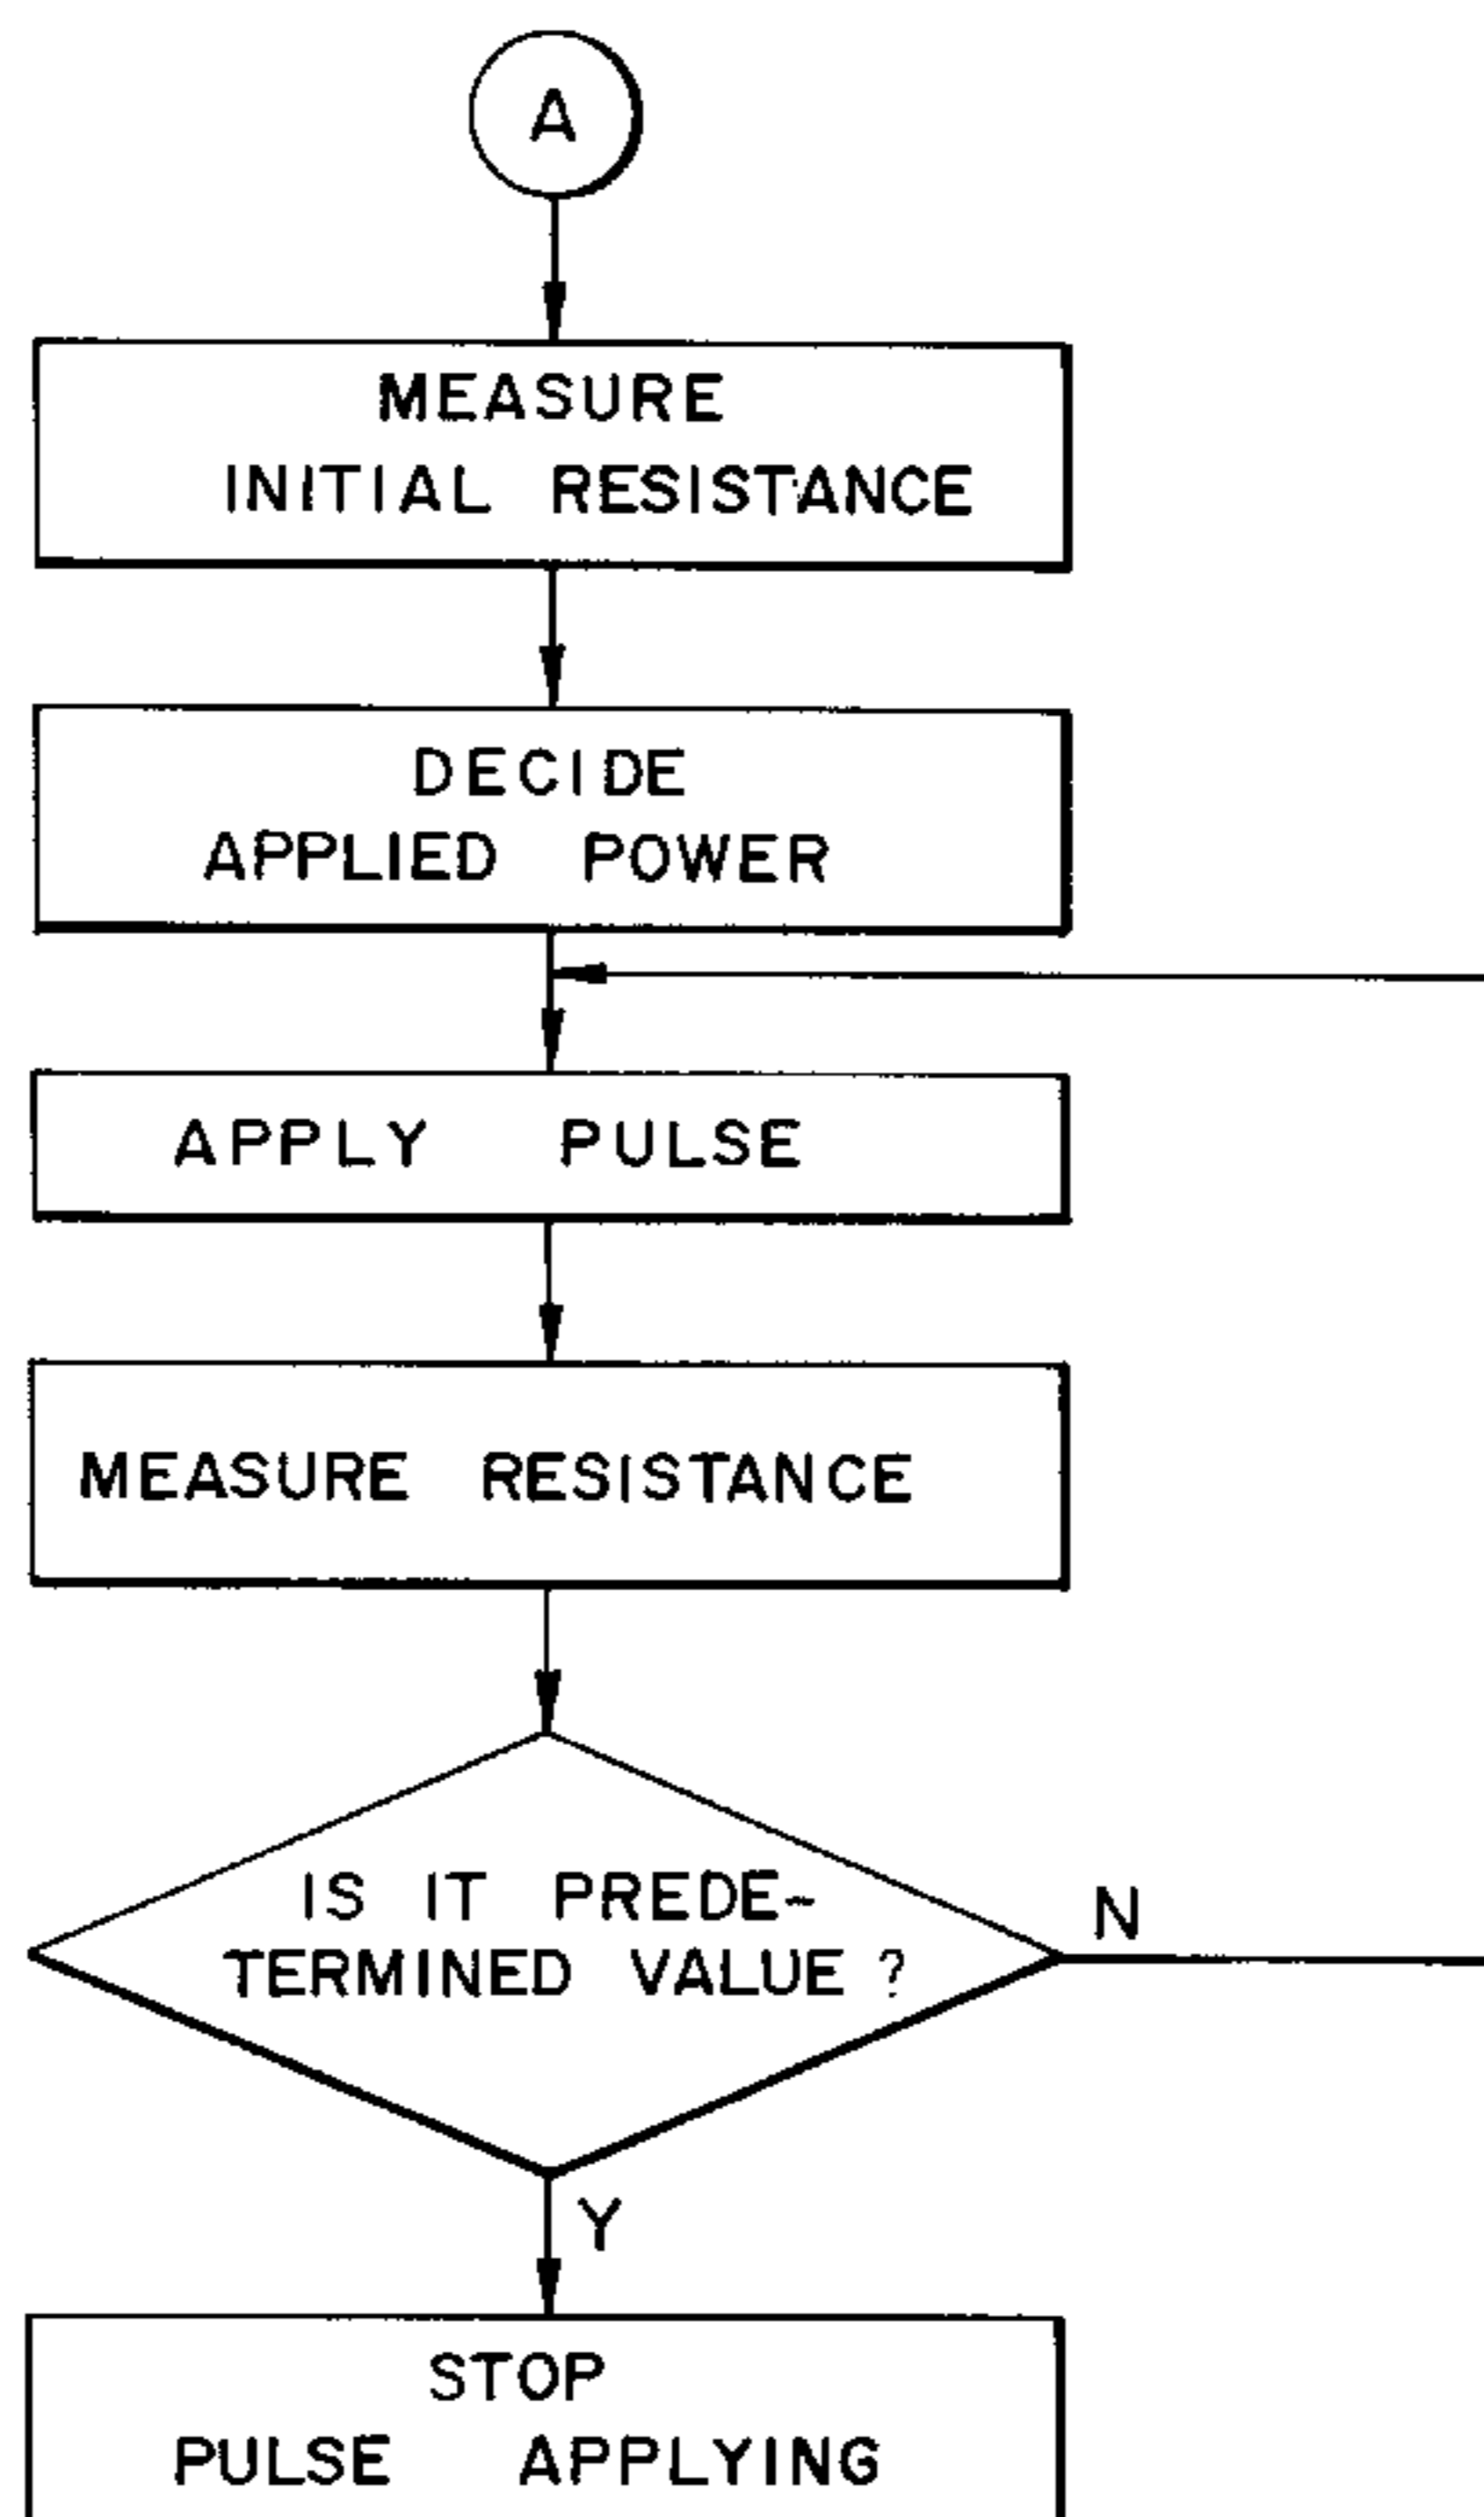 A
MEASURE
INITIAL RESISTANCE
DECIDE
APPLIED POWER
APPLY PULSE
MEASURE RESISTANCE
IS IT PREDE-
TERMINED VALUE ?
N
Y
STOP
PULSE APPLYING